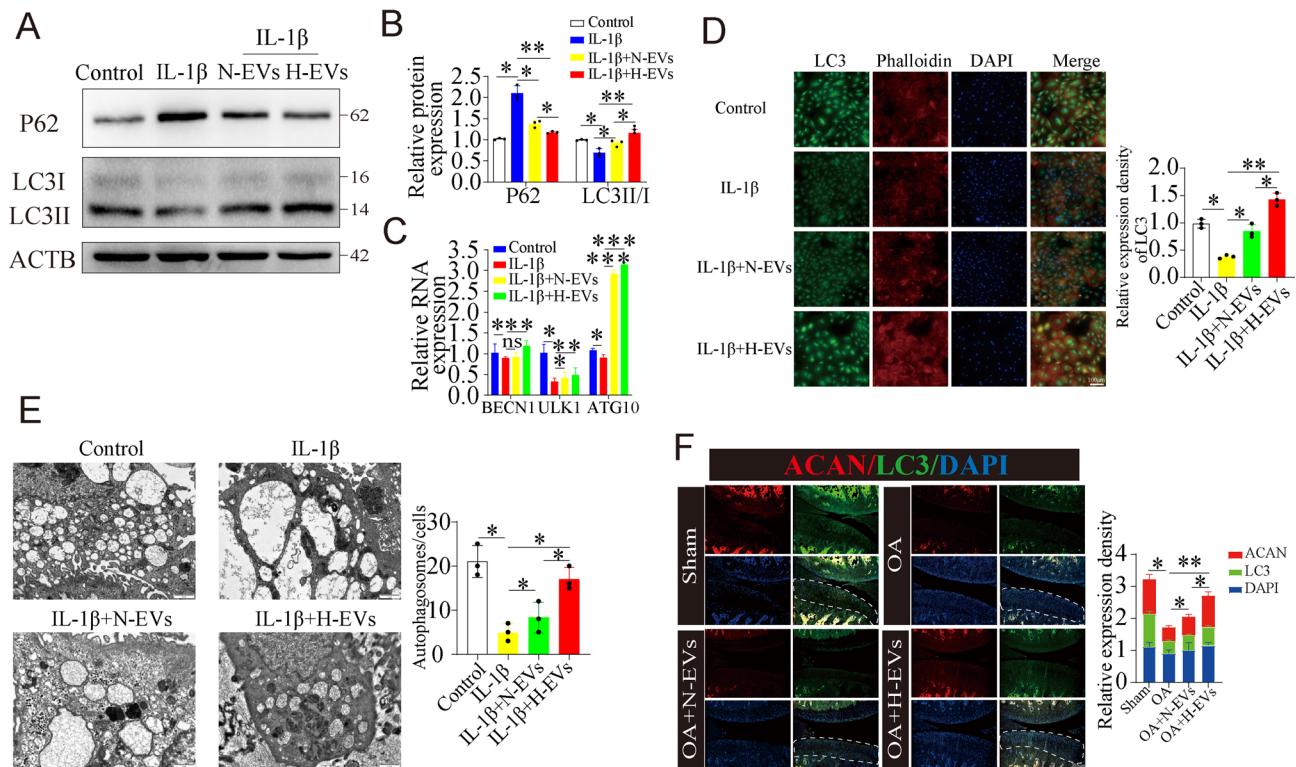 A
IL-1β
Control IL-1β N-EVs H-EVs
P62
62
LC3I
16
LC3II
14
ACTB
42
B
Control
IL-1β
IL-1β+N-EVs
IL-1β+H-EVs
Relative protein
expression
2.5
2.0
1.5
1.0
0.5
0.0
* * * ** *
* * * ** *
P62 LC3II/I
C
Control
IL-1β
IL-1β+N-EVs
IL-1β+H-EVs
Relative RNA
expression
3.5
3.0
2.5
2.0
1.5
1.0
0.5
0.0
***
***
* ** *
ns
*
**
*
*
BECN1 ULK1 ATG10
D
LC3 Phalloidin DAPI Merge
Control
IL-1β
IL-1β+N-EVs
IL-1β+H-EVs
100μm
Relative expression density
of LC3
2.0
1.5
1.0
0.5
0.0
**
*
*
*
Control
IL-1β
IL-1β+N-EVs
IL-1β+H-EVs
E
Control IL-1β
IL-1β+N-EVs IL-1β+H-EVs
Autophagosomes/cells
30
20
10
0
* *
*
*
Control
IL-1β
IL-1β+N-EVs
IL-1β+H-EVs
F
ACAN/LC3/DAPI
Sham
OA
OA+N-EVs
OA+H-EVs
Relative expression density
4
3
2
1
0
* **
*
*
ACAN
LC3
DAPI
Sham
OA
OA+N-EVs
OA+H-EVs